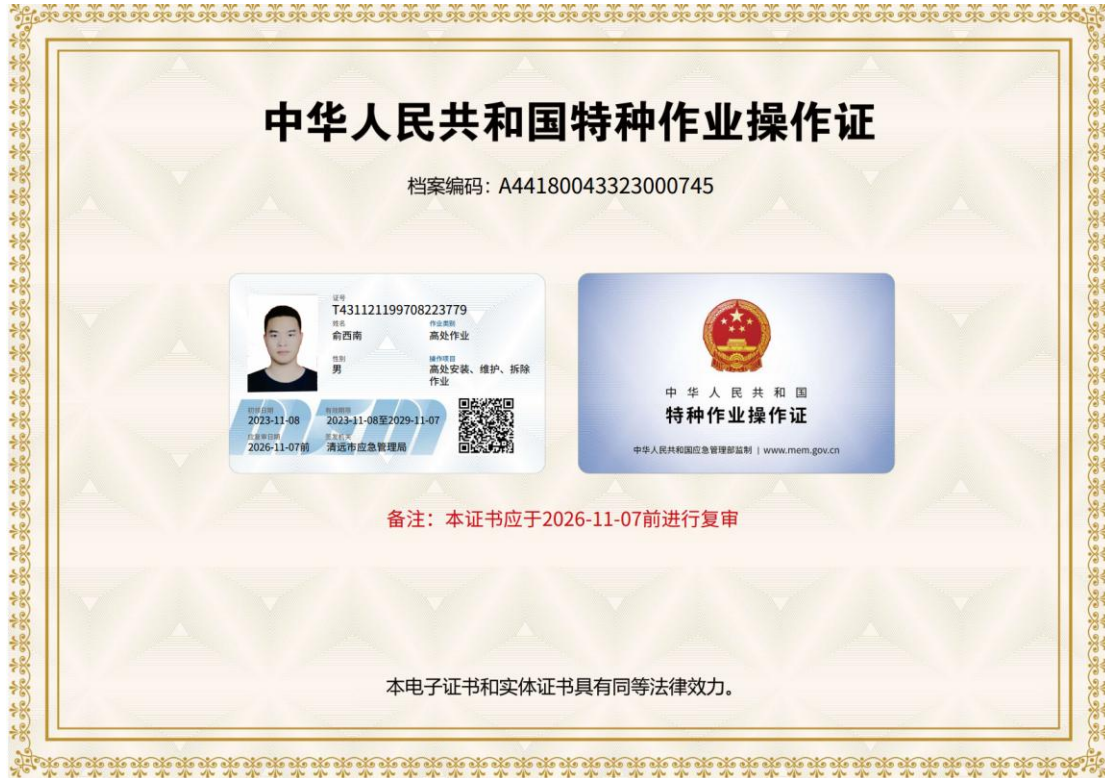 中华人民共和国特种作业操作证
档案编码：A44180043323000745
证号
T431121199708223779
姓名
俞西南
作业类别
高处作业
性别
男
操作项目
高处安装、维护、拆除
作业
初领日期
2023-11-08
有效期限
2023-11-08至2029-11-07
应复审日期
2026-11-07前
签发机关
清远市应急管理局
中华人民共和国
特种作业操作证
中华人民共和国应急管理部监制 | www.mem.gov.cn
备注：本证书应于2026-11-07前进行复审
本电子证书和实体证书具有同等法律效力。